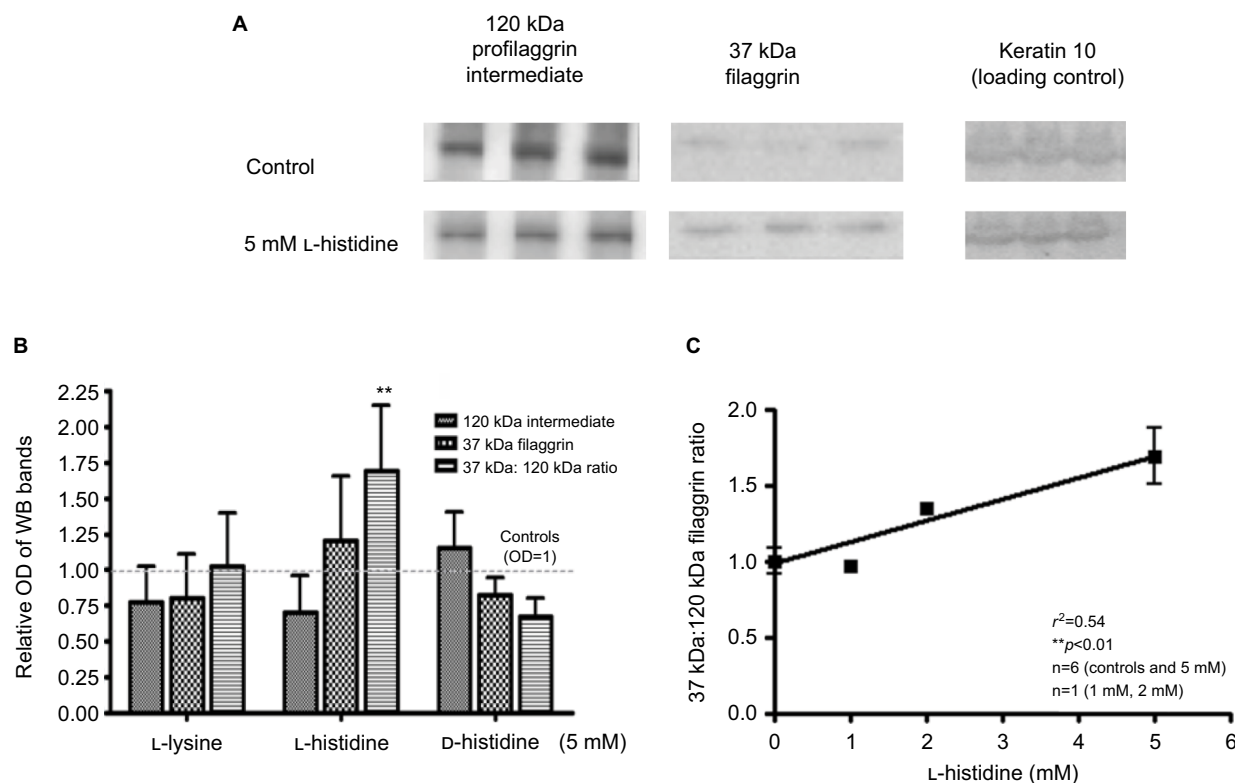 A
120 kDa
profilaggrin
intermediate
37 kDa
filaggrin
Keratin 10
(loading control)
Control
5 mM ʟ-histidine
B
Relative OD of WB bands
2.25
2.00
1.75
1.50
1.25
1.00
0.75
0.50
0.25
0.00
**
120 kDa intermediate
37 kDa filaggrin
37 kDa: 120 kDa ratio
Controls
(OD=1)
ʟ-lysine
ʟ-histidine
ᴅ-histidine
(5 mM)
C
37 kDa:120 kDa filaggrin ratio
2.0
1.5
1.0
0.5
0.0
r²=0.54
**p<0.01
n=6 (controls and 5 mM)
n=1 (1 mM, 2 mM)
0 1 2 3 4 5 6
ʟ-histidine (mM)